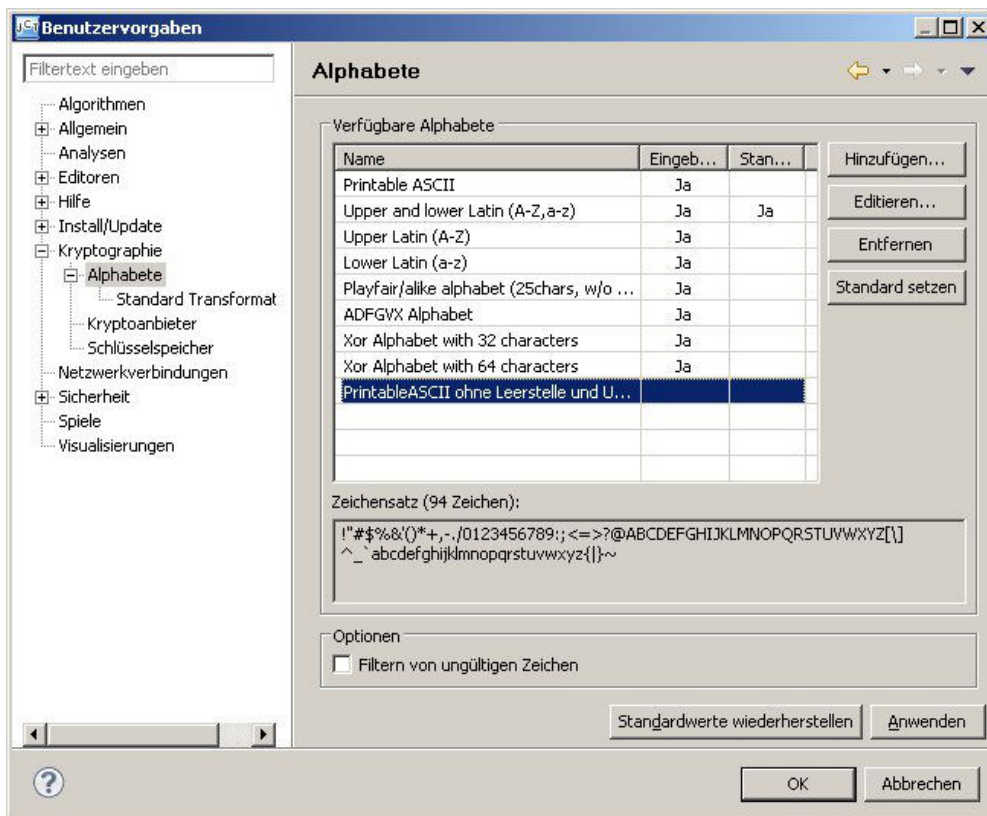 JCT Benutzervorgaben
Filtertext eingeben
Algorithmen
Allgemein
Analysen
Editoren
Hilfe
Install/Update
Kryptographie
Alphabete
Standard Transformat
Kryptoanbieter
Schlüsselspeicher
Netzwerkverbindungen
Sicherheit
Spiele
Visualisierungen
Alphabete
Verfügbare Alphabete
Name Eingeb... Stan...
Printable ASCII Ja
Upper and lower Latin (A-Z,a-z) Ja Ja
Upper Latin (A-Z) Ja
Lower Latin (a-z) Ja
Playfair/alike alphabet (25chars, w/o ... Ja
ADFGVX Alphabet Ja
Xor Alphabet with 32 characters Ja
Xor Alphabet with 64 characters Ja
PrintableASCII ohne Leerstelle und U...
Hinzufügen...
Editieren...
Entfernen
Standard setzen
Zeichensatz (94 Zeichen):
!"#$%&'()*+,-./0123456789:;<=>?@ABCDEFGHIJKLMNOPQRSTUVWXYZ[\]
^_`abcdefghijklmnopqrstuvwxyz{|}~
Optionen
Filtern von ungültigen Zeichen
Standardwerte wiederherstellen Anwenden
? OK Abbrechen